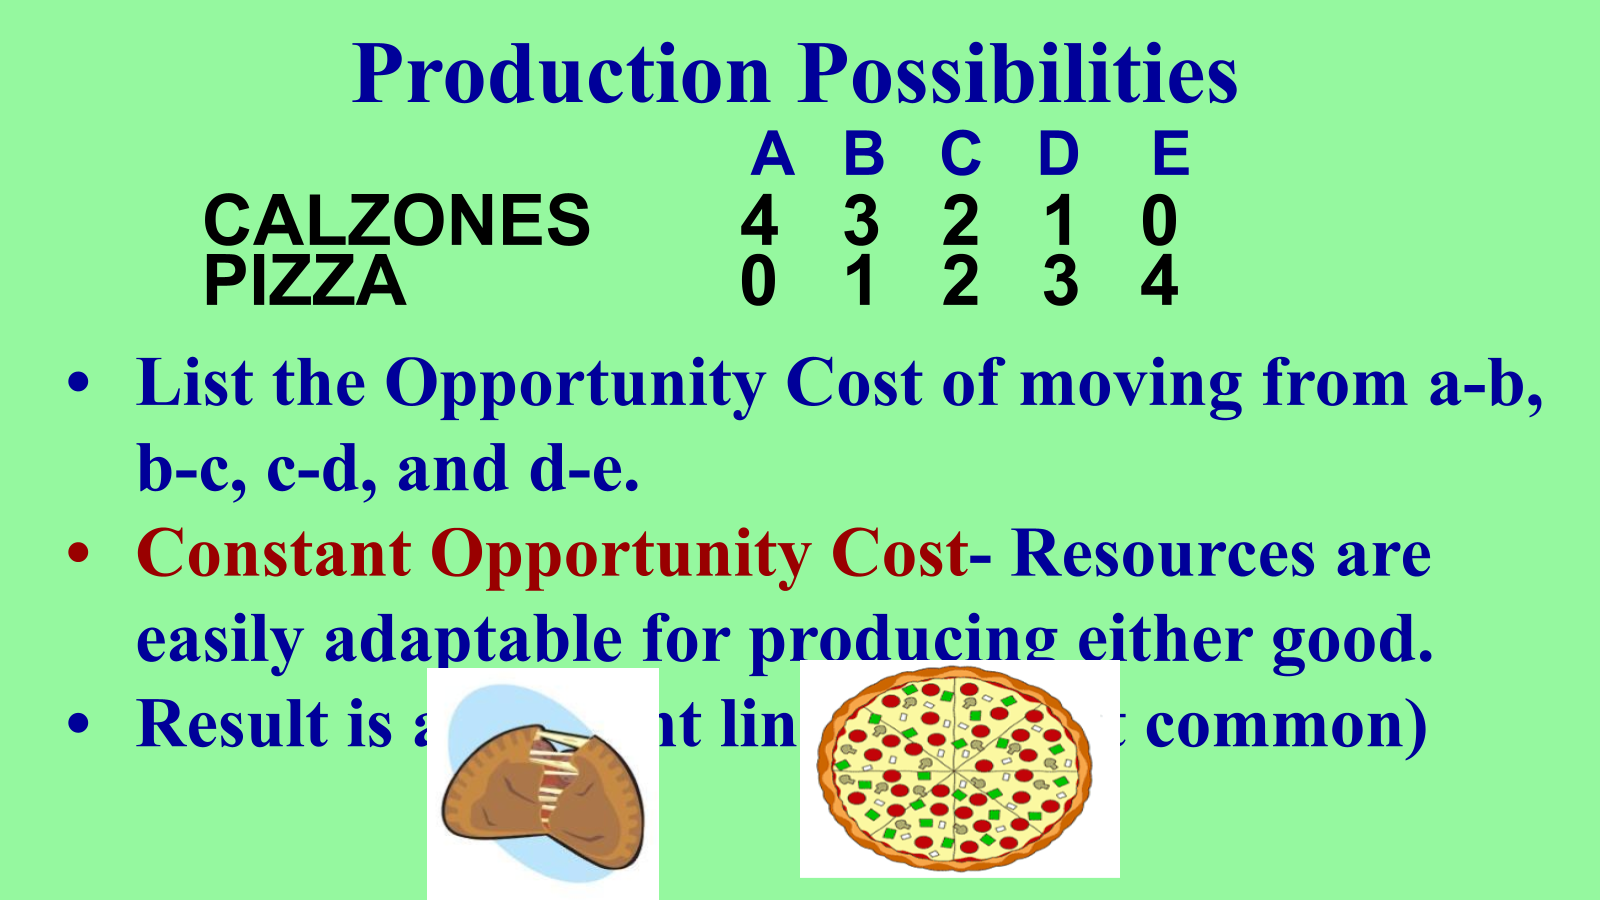 Production Possibilities
A B C D E
CALZONES 4 3 2 1 0
PIZZA 0 1 2 3 4
• List the Opportunity Cost of moving from a-b,
b-c, c-d, and d-e.
• Constant Opportunity Cost- Resources are
easily adaptable for producing either good.
• Result is common)